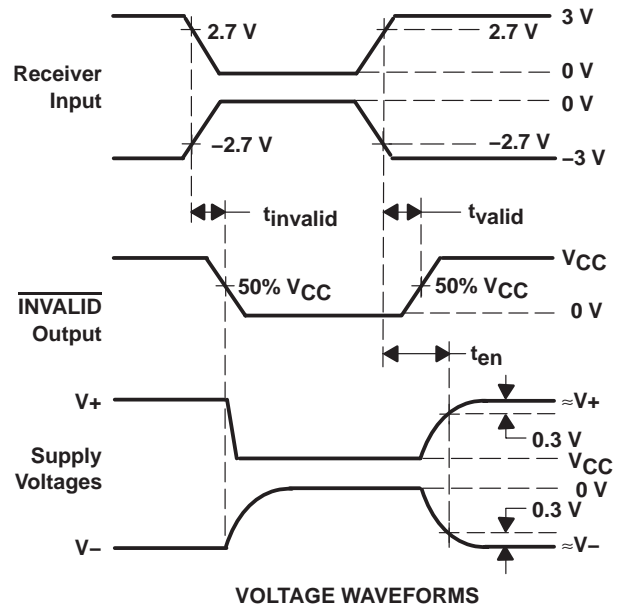 3 V
2.7 V
2.7 V
Receiver
Input
0 V
0 V
−2.7 V
−2.7 V
−3 V
tinvalid
tvalid
VCC
50% VCC
50% VCC
INVALID
Output
0 V
ten
V+
≈V+
0.3 V
Supply
Voltages
VCC
0 V
0.3 V
V−
≈V−
VOLTAGE WAVEFORMS